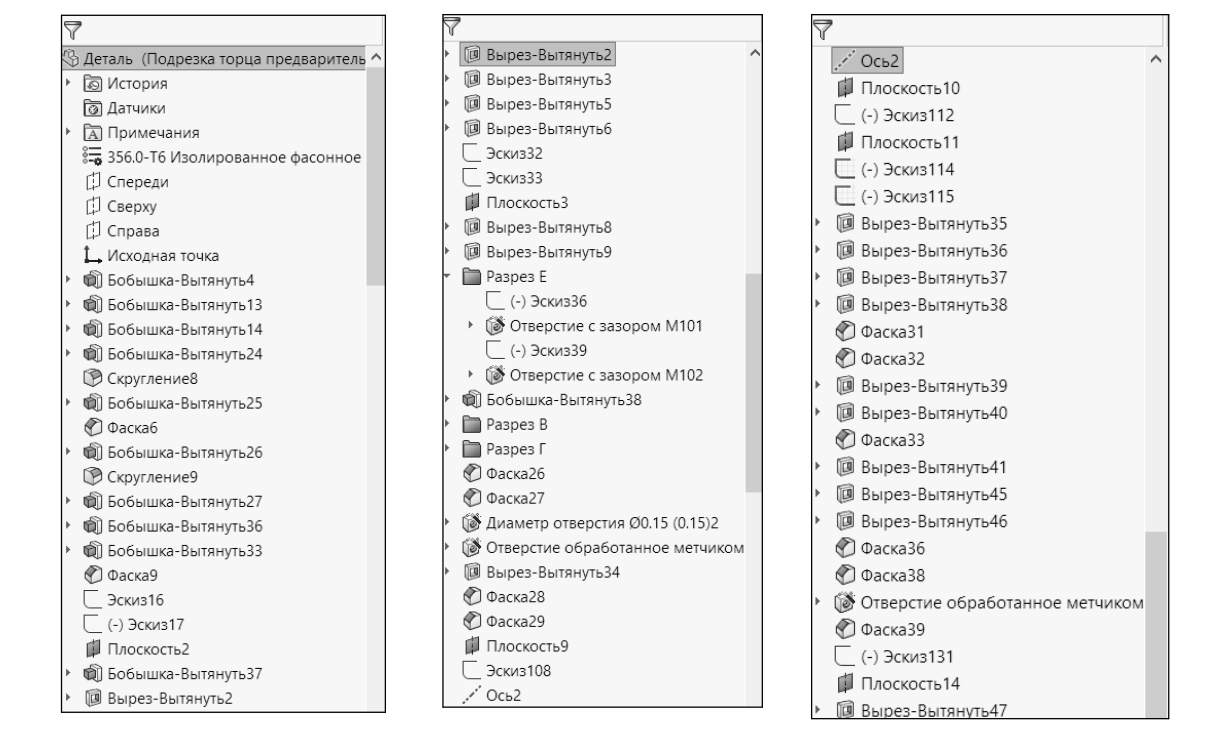 Деталь (Подрезка торца предваритель
История
Датчики
Примечания
356.0-Т6 Изолированное фасонное
Спереди
Сверху
Справа
Исходная точка
Бобышка-Вытянуть4
Бобышка-Вытянуть13
Бобышка-Вытянуть14
Бобышка-Вытянуть24
Скругление8
Бобышка-Вытянуть25
Фаска6
Бобышка-Вытянуть26
Скругление9
Бобышка-Вытянуть27
Бобышка-Вытянуть36
Бобышка-Вытянуть33
Фаска9
Эскиз16
(-) Эскиз17
Плоскость2
Бобышка-Вытянуть37
Вырез-Вытянуть2
Вырез-Вытянуть2
Вырез-Вытянуть3
Вырез-Вытянуть5
Вырез-Вытянуть6
Эскиз32
Эскиз33
Плоскость3
Вырез-Вытянуть8
Вырез-Вытянуть9
Разрез Е
(-) Эскиз36
Отверстие с зазором M101
(-) Эскиз39
Отверстие с зазором M102
Бобышка-Вытянуть38
Разрез В
Разрез Г
Фаска26
Фаска27
Диаметр отверстия Ø0.15 (0.15)2
Отверстие обработанное метчиком
Вырез-Вытянуть34
Фаска28
Фаска29
Плоскость9
Эскиз108
Ось2
Ось2
Плоскость10
(-) Эскиз112
Плоскость11
(-) Эскиз114
(-) Эскиз115
Вырез-Вытянуть35
Вырез-Вытянуть36
Вырез-Вытянуть37
Вырез-Вытянуть38
Фаска31
Фаска32
Вырез-Вытянуть39
Вырез-Вытянуть40
Фаска33
Вырез-Вытянуть41
Вырез-Вытянуть45
Вырез-Вытянуть46
Фаска36
Фаска38
Отверстие обработанное метчиком
Фаска39
(-) Эскиз131
Плоскость14
Вырез-Вытянуть47